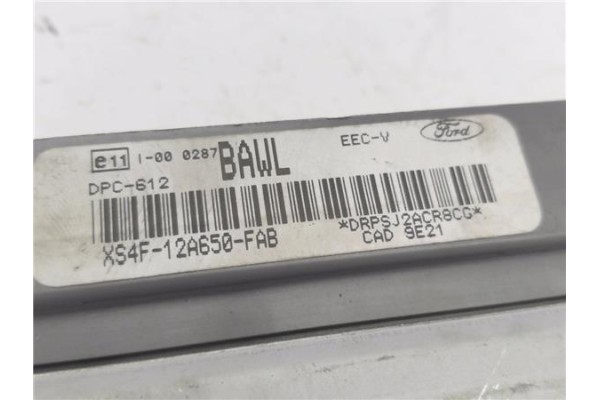 e11 I-00 0287 BAWL EEC-V Ford
DPC-612
*DRPSJ2ACR8CG*
XS4F-12A650-FAB CAD 9E21